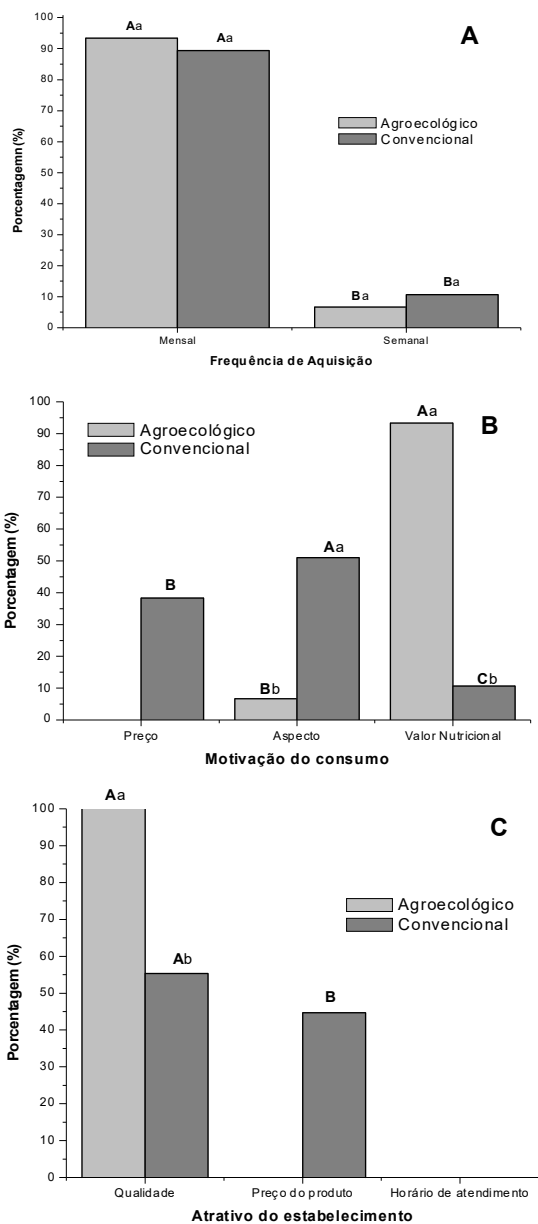 100
90
80
70
60
50
40
30
20
10
0
Porcentagemn (%)
Aa
Aa
A
Agroecológico
Convencional
Ba
Ba
Mensal
Semanal
Frequência de Aquisição
100
90
80
70
60
50
40
30
20
10
0
Porcentagem (%)
Agroecológico
Convencional
B
B
Aa
Bb
Aa
Cb
Preço
Aspecto
Valor Nutricional
Motivação do consumo
100
90
80
70
60
50
40
30
20
10
0
Porcentagem (%)
Aa
C
Agroecológico
Convencional
Ab
B
Qualidade
Preço do produto
Horário de atendimento
Atrativo do estabelecimento